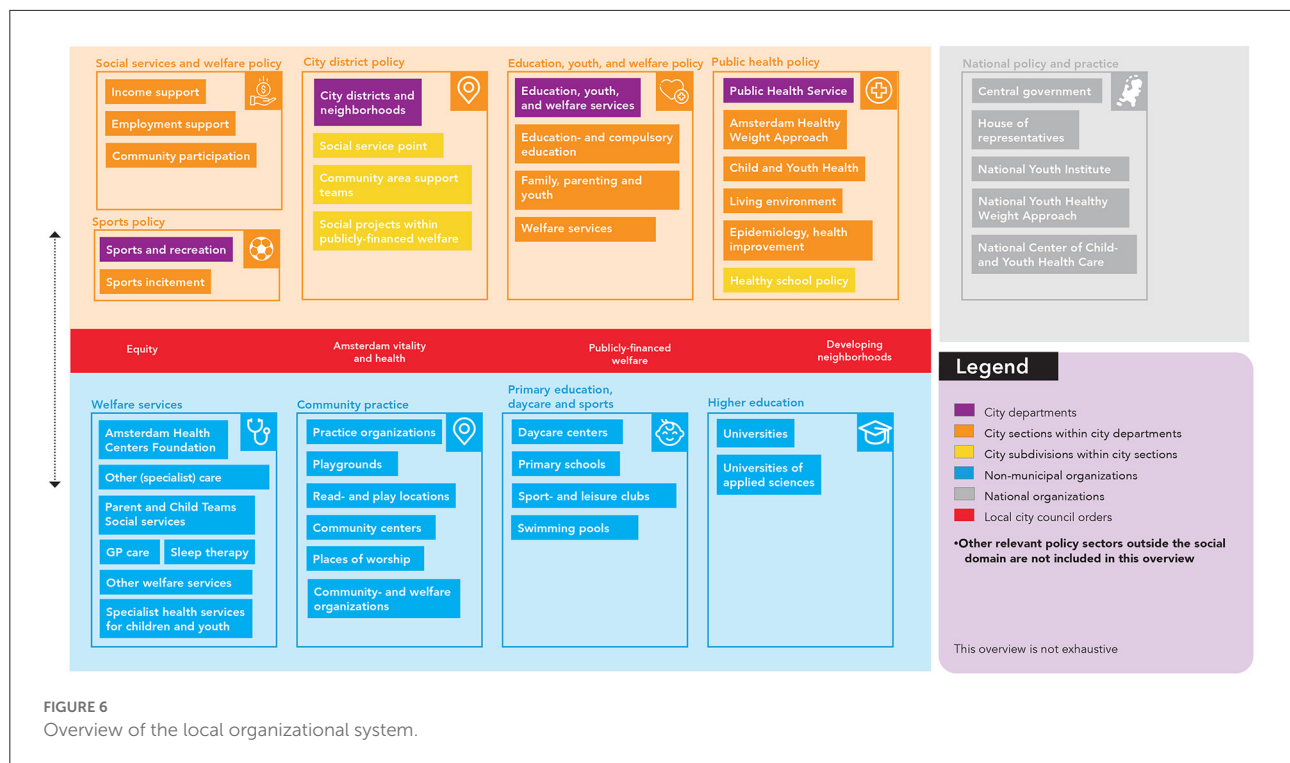 Social services and welfare policy
Income support
Employment support
Community participation
Sports policy
Sports and recreation
Sports incitement
City district policy
City districts and
neighborhoods
Social service point
Community area support
teams
Social projects within
publicly-financed welfare
Education, youth, and welfare policy
Education, youth,
and welfare services
Education- and compulsory
education
Family, parenting and
youth
Welfare services
Public health policy
Public Health Service
Amsterdam Healthy
Weight Approach
Child and Youth Health
Living environment
Epidemiology, health
improvement
Healthy school policy
National policy and practice
Central government
House of
representatives
National Youth Institute
National Youth Healthy
Weight Approach
National Center of Child-
and Youth Health Care
Equity
Amsterdam vitality
and health
Publicly-financed
welfare
Developing
neighborhoods
Welfare services
Amsterdam Health
Centers Foundation
Other (specialist) care
Parent and Child Teams
Social services
GP care
Sleep therapy
Other welfare services
Specialist health services
for children and youth
Community practice
Practice organizations
Playgrounds
Read- and play locations
Community centers
Places of worship
Community- and welfare
organizations
Primary education,
daycare and sports
Daycare centers
Primary schools
Sport- and leisure clubs
Swimming pools
Higher education
Universities
Universities of
applied sciences
Legend
City departments
City sections within city departments
City subdivisions within city sections
Non-municipal organizations
National organizations
Local city council orders
•Other relevant policy sectors outside the social
domain are not included in this overview
This overview is not exhaustive
FIGURE 6
Overview of the local organizational system.